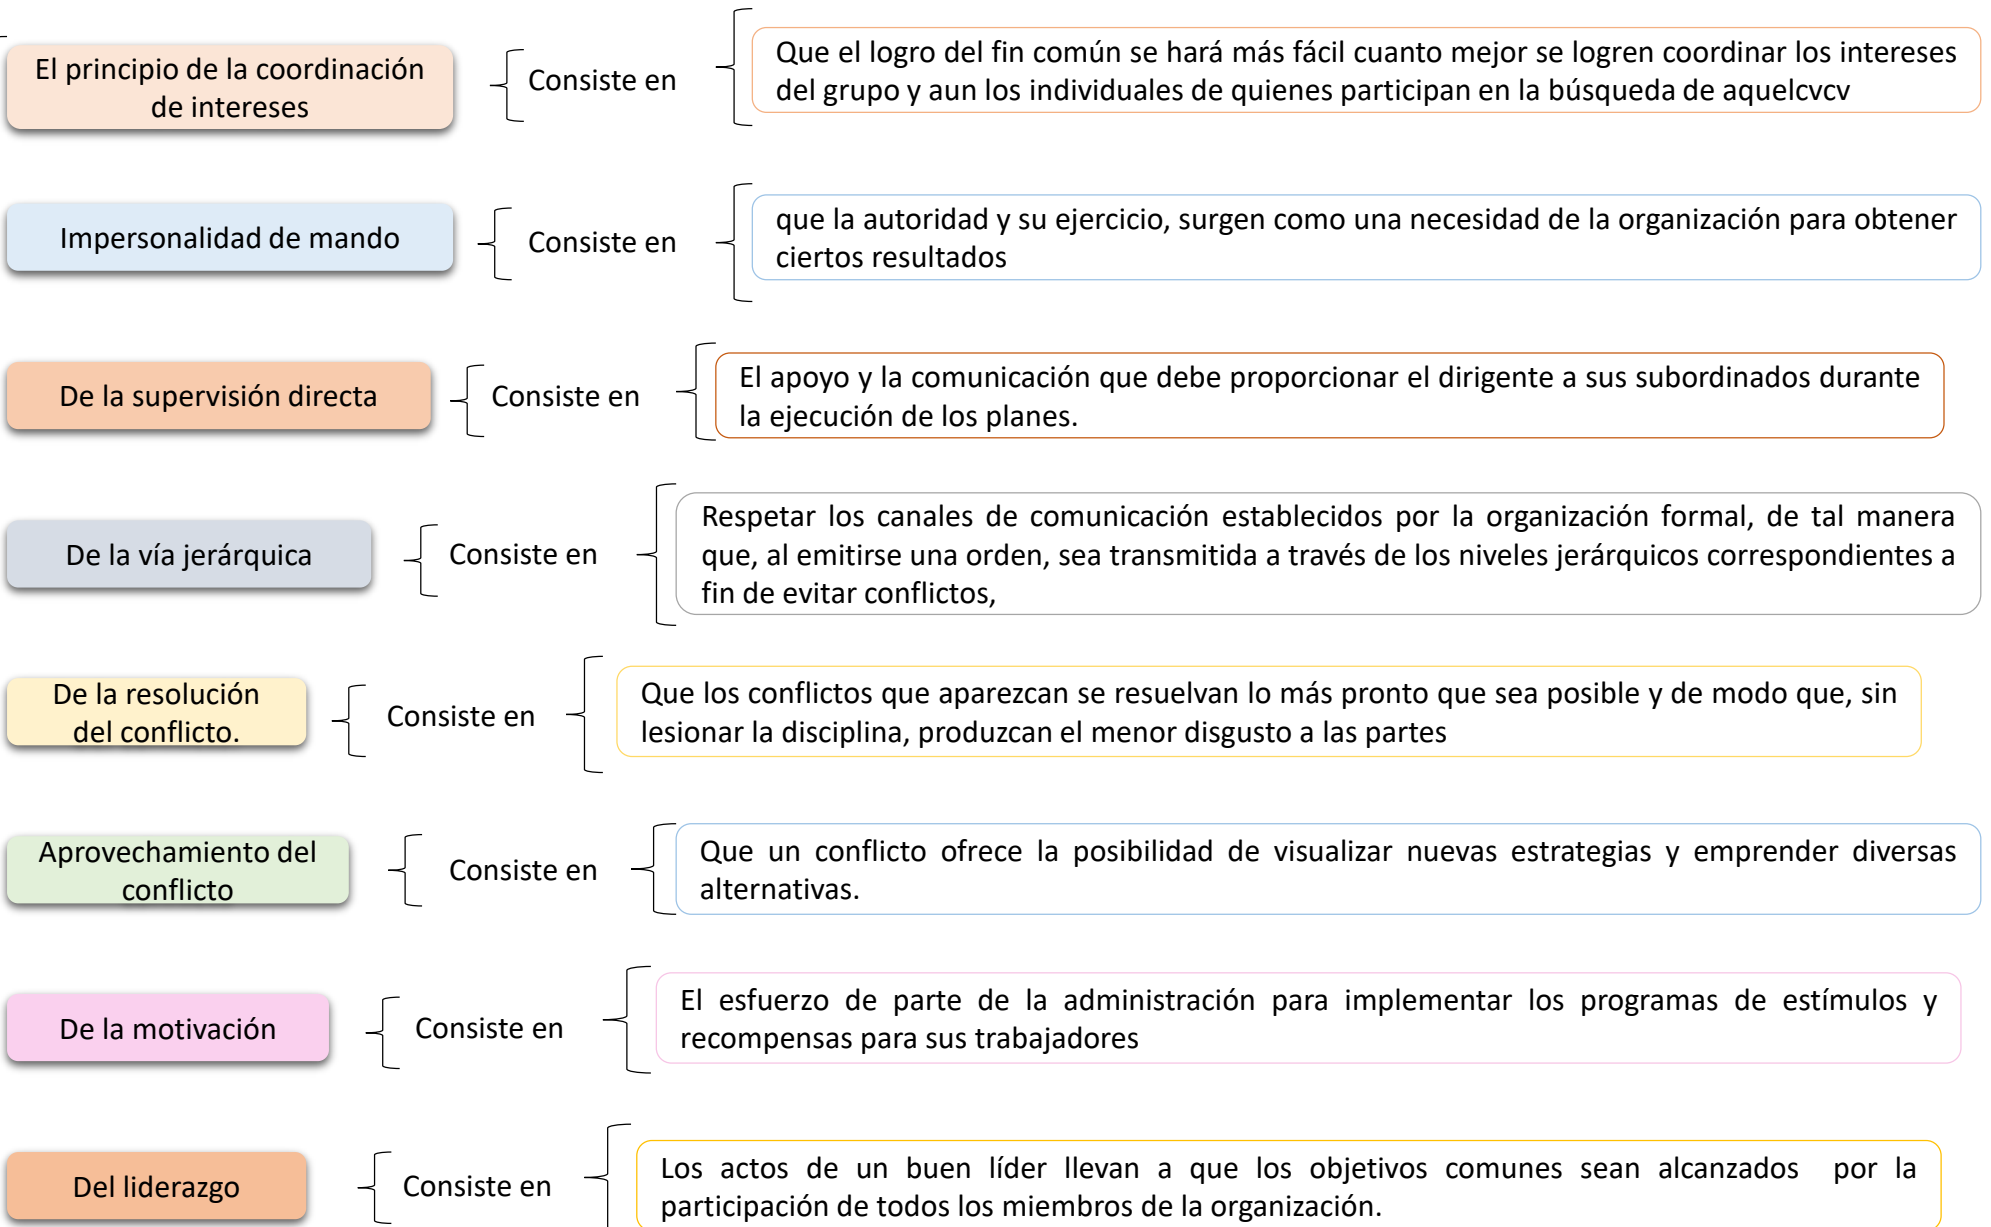 El principio de la coordinación
de intereses
Consiste en
Que el logro del fin común se hará más fácil cuanto mejor se logren coordinar los intereses
del grupo y aun los individuales de quienes participan en la búsqueda de aquelcvcv
Impersonalidad de mando
Consiste en
que la autoridad y su ejercicio, surgen como una necesidad de la organización para obtener
ciertos resultados
De la supervisión directa
Consiste en
El apoyo y la comunicación que debe proporcionar el dirigente a sus subordinados durante
la ejecución de los planes.
De la vía jerárquica
Consiste en
Respetar los canales de comunicación establecidos por la organización formal, de tal manera
que, al emitirse una orden, sea transmitida a través de los niveles jerárquicos correspondientes a
fin de evitar conflictos,
De la resolución
del conflicto.
Consiste en
Que los conflictos que aparezcan se resuelvan lo más pronto que sea posible y de modo que, sin
lesionar la disciplina, produzcan el menor disgusto a las partes
Aprovechamiento del
conflicto
Consiste en
Que un conflicto ofrece la posibilidad de visualizar nuevas estrategias y emprender diversas
alternativas.
De la motivación
Consiste en
El esfuerzo de parte de la administración para implementar los programas de estímulos y
recompensas para sus trabajadores
Del liderazgo
Consiste en
Los actos de un buen líder llevan a que los objetivos comunes sean alcanzados por la
participación de todos los miembros de la organización.